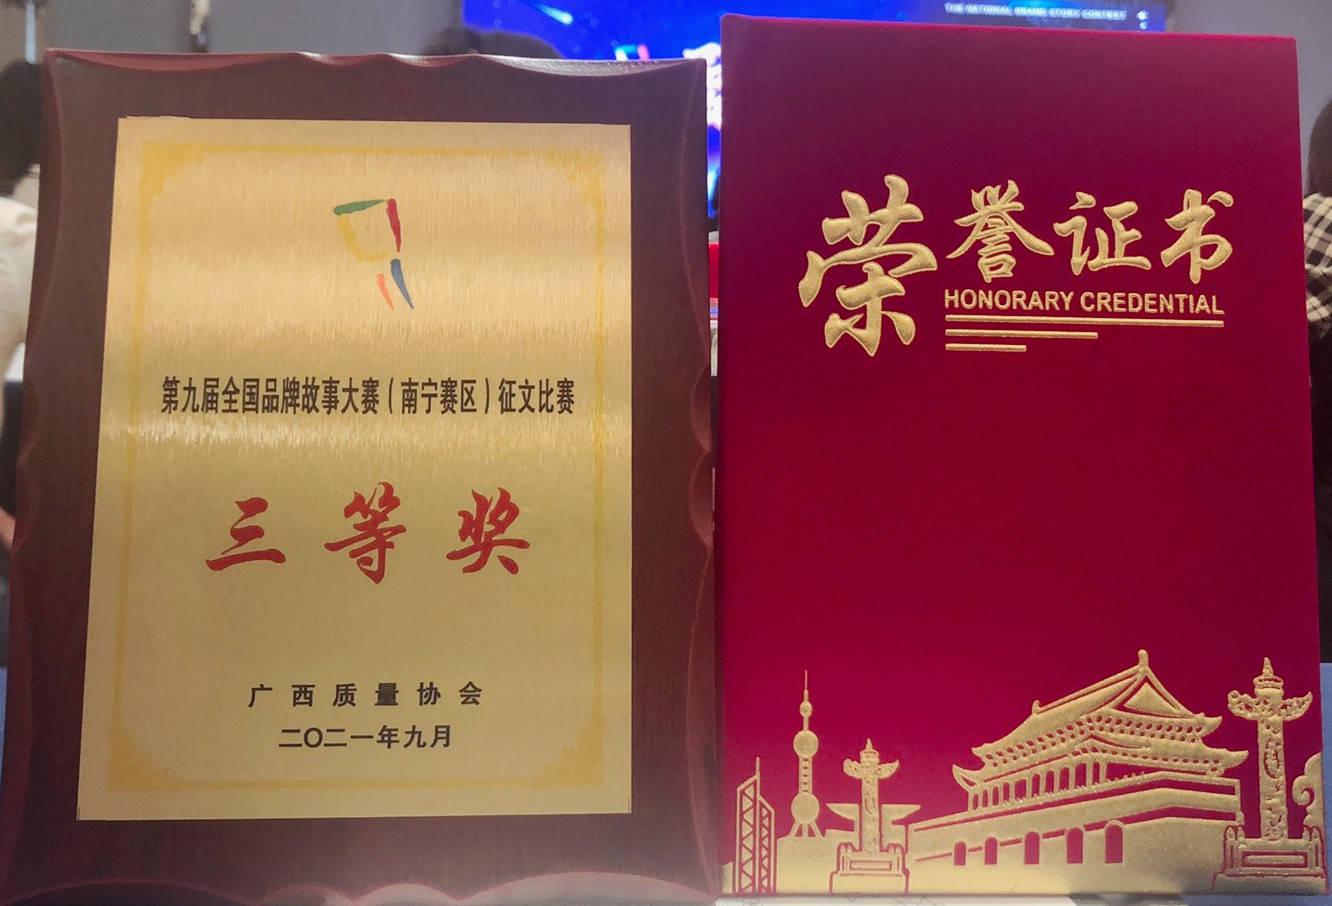 THE NATIONAL BRAND STORY CONTEST
第九届全国品牌故事大赛（南宁赛区）征文比赛
三等奖
广西质量协会
二〇二一年九月
荣誉证书
HONORARY CREDENTIAL